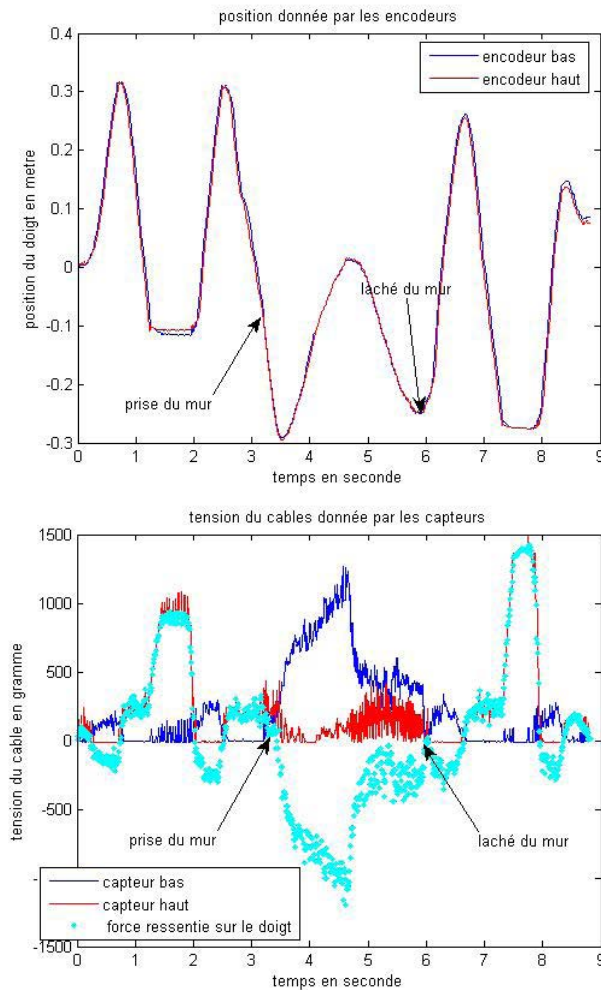 position donnée par les encodeurs
0.4
0.3
0.2
0.1
0
-0.1
-0.2
-0.3
position du doigt en metre
encodeur bas
encodeur haut
laché du mur
prise du mur
0 1 2 3 4 5 6 7 8 9
temps en seconde
tension du cables donnée par les capteurs
1500
1000
500
0
-500
-1500
tension du cable en gramme
prise du mur
laché du mur
capteur bas
capteur haut
force ressentie sur le doigt
0 1 2 3 4 5 6 7 8 9
temps en seconde